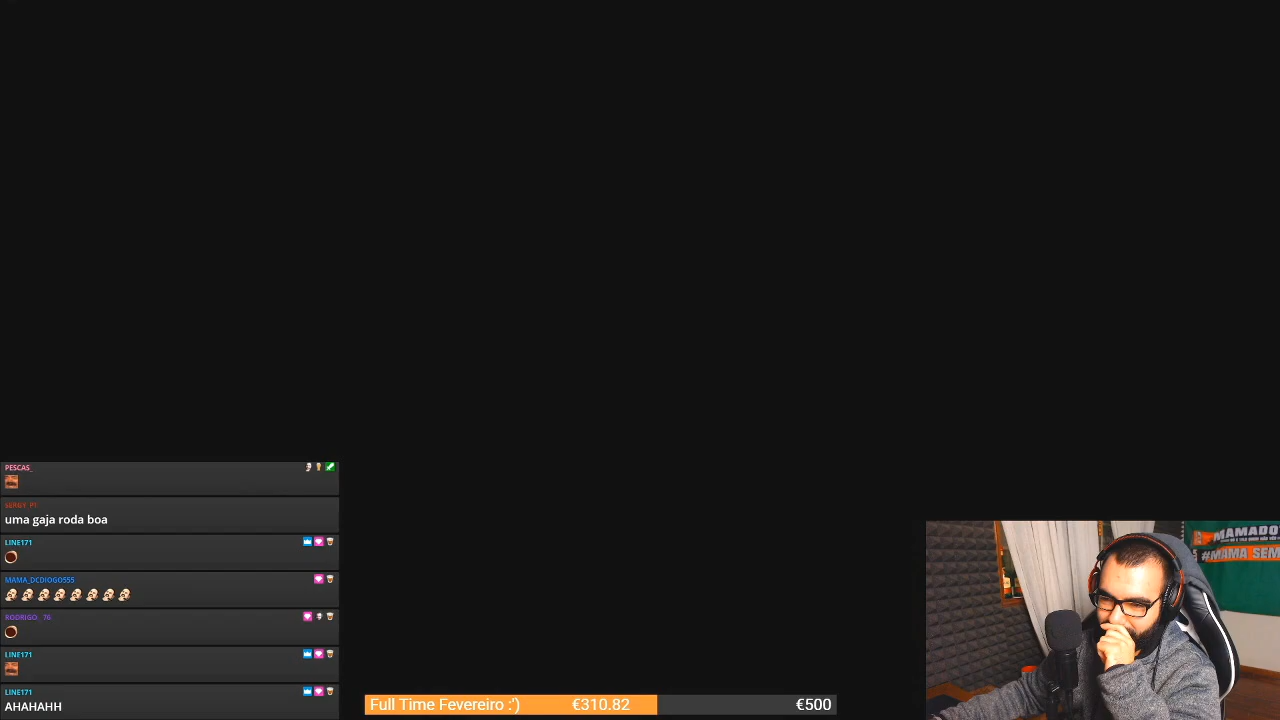 PESCAS_
SERGY_PT
uma gaja roda boa
LINE171
MAMA_DCDIOGO555
RODRIGO_76
LINE171
LINE171
AHAHAHH
Full Time Fevereiro :') €310.82 €500
#MAMA SEM